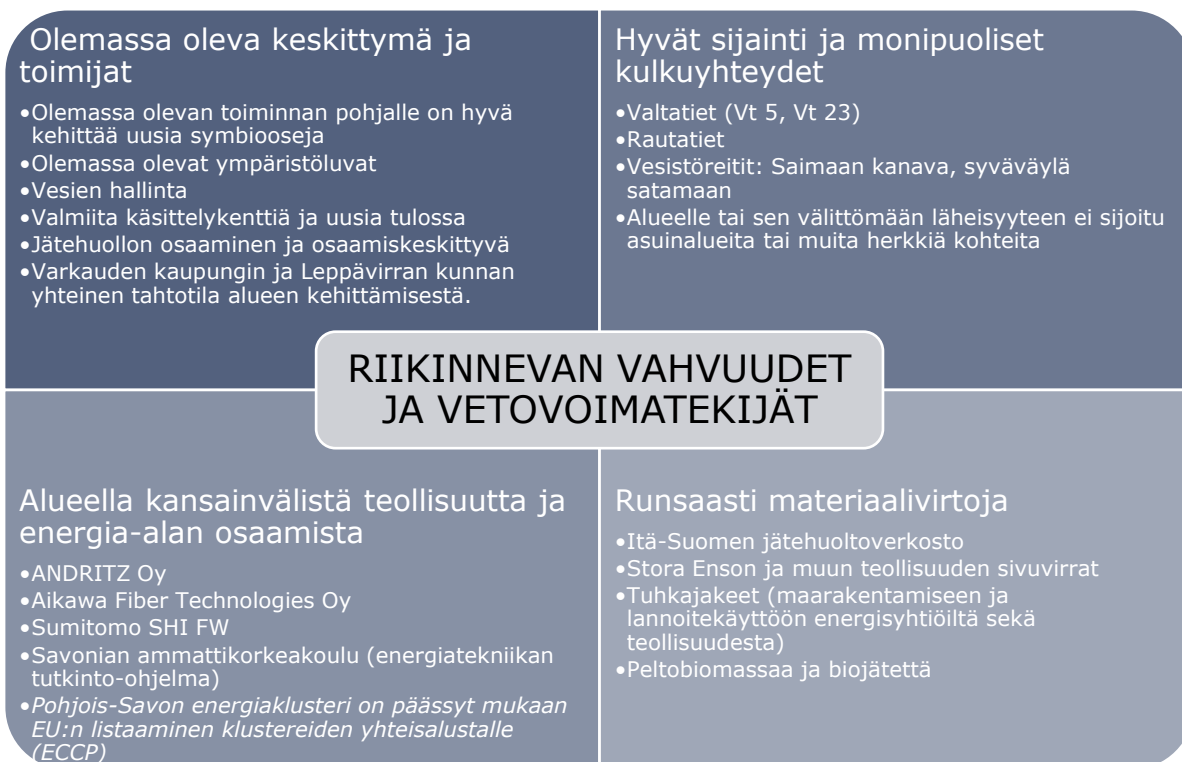 Olemassa oleva keskittymä ja
toimijat
•Olemassa olevan toiminnan pohjalle on hyvä
kehittää uusia symbiooseja
•Olemassa olevat ympäristöluvat
•Vesien hallinta
•Valmiita käsittelykenttiä ja uusia tulossa
•Jätehuollon osaaminen ja osaamiskeskittyvä
•Varkauden kaupungin ja Leppävirran kunnan
yhteinen tahtotila alueen kehittämisestä.
Hyvät sijainti ja monipuoliset
kulkuyhteydet
•Valtatiet (Vt 5, Vt 23)
•Rautatiet
•Vesistöreitit: Saimaan kanava, syväväylä
satamaan
•Alueelle tai sen välittömään läheisyyteen ei sijoitu
asuinalueita tai muita herkkiä kohteita
RIIKINNEVAN VAHVUUDET
JA VETOVOIMATEKIJÄT
Alueella kansainvälistä teollisuutta ja
energia-alan osaamista
•ANDRITZ Oy
•Aikawa Fiber Technologies Oy
•Sumitomo SHI FW
•Savonian ammattikorkeakoulu (energiatekniikan
tutkinto-ohjelma)
•Pohjois-Savon energiaklusteri on päässyt mukaan
EU:n listaaminen klustereiden yhteisalustalle
(ECCP)
Runsaasti materiaalivirtoja
•Itä-Suomen jätehuoltoverkosto
•Stora Enson ja muun teollisuuden sivuvirrat
•Tuhkajakeet (maarakentamiseen ja
lannoitekäyttöön energisyhtiöiltä sekä
teollisuudesta)
•Peltobiomassaa ja biojätettä